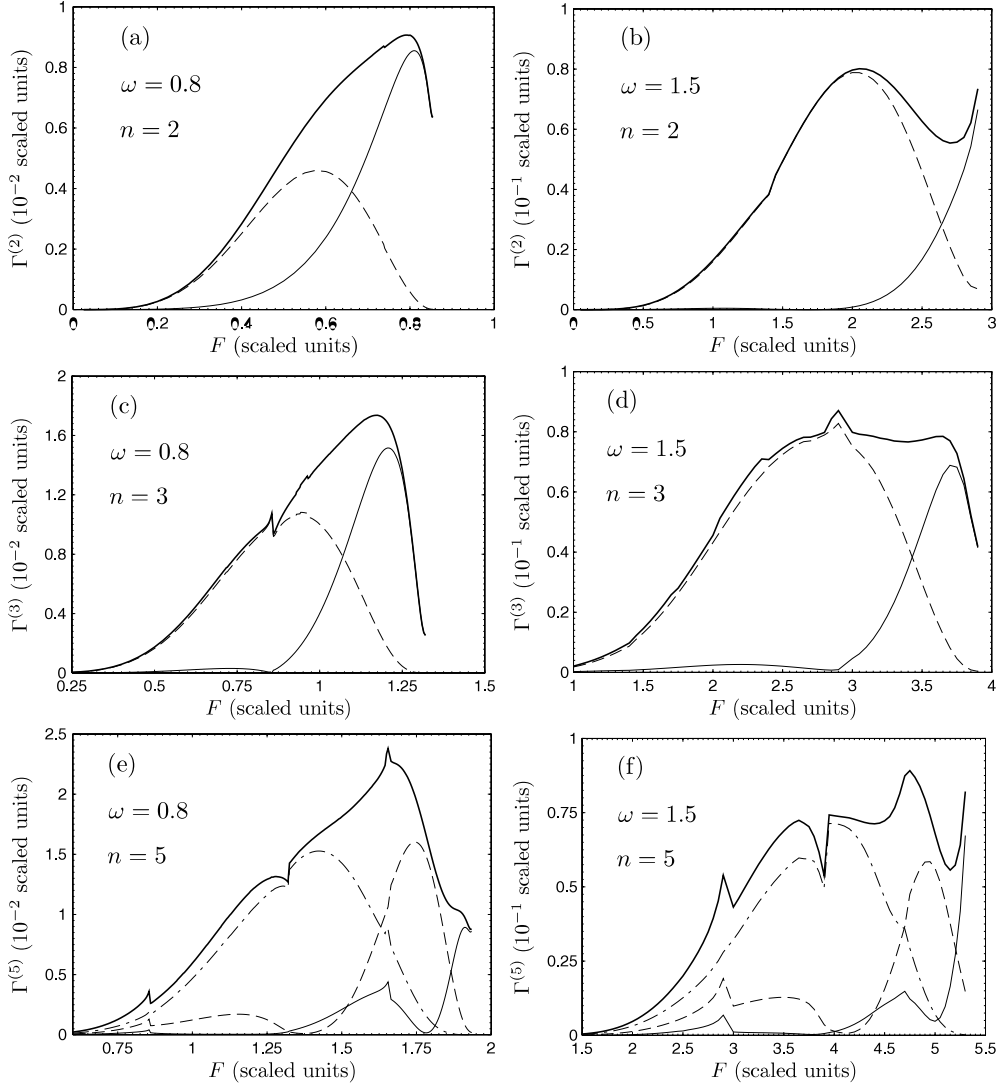 (a)
ω = 0.8
n = 2
Γ(2) (10−2 scaled units)
1
0.8
0.6
0.4
0.2
0
0 0.2 0.4 0.6 0.8 1
F (scaled units)
(b)
ω = 1.5
n = 2
Γ(2) (10−1 scaled units)
1
0.8
0.6
0.4
0.2
0
0 0.5 1 1.5 2 2.5 3
F (scaled units)
(c)
ω = 0.8
n = 3
Γ(3) (10−2 scaled units)
2
1.6
1.2
0.8
0.4
0
0.25 0.5 0.75 1 1.25 1.5
F (scaled units)
(d)
ω = 1.5
n = 3
Γ(3) (10−1 scaled units)
1
0.8
0.6
0.4
0.2
0
1 1.5 2 2.5 3 3.5 4
F (scaled units)
(e)
ω = 0.8
n = 5
Γ(5) (10−2 scaled units)
2.5
2
1.5
1
0.5
0
0.75 1 1.25 1.5 1.75 2
F (scaled units)
(f)
ω = 1.5
n = 5
Γ(5) (10−1 scaled units)
1
0.75
0.5
0.25
0
1.5 2 2.5 3 3.5 4 4.5 5 5.5
F (scaled units)